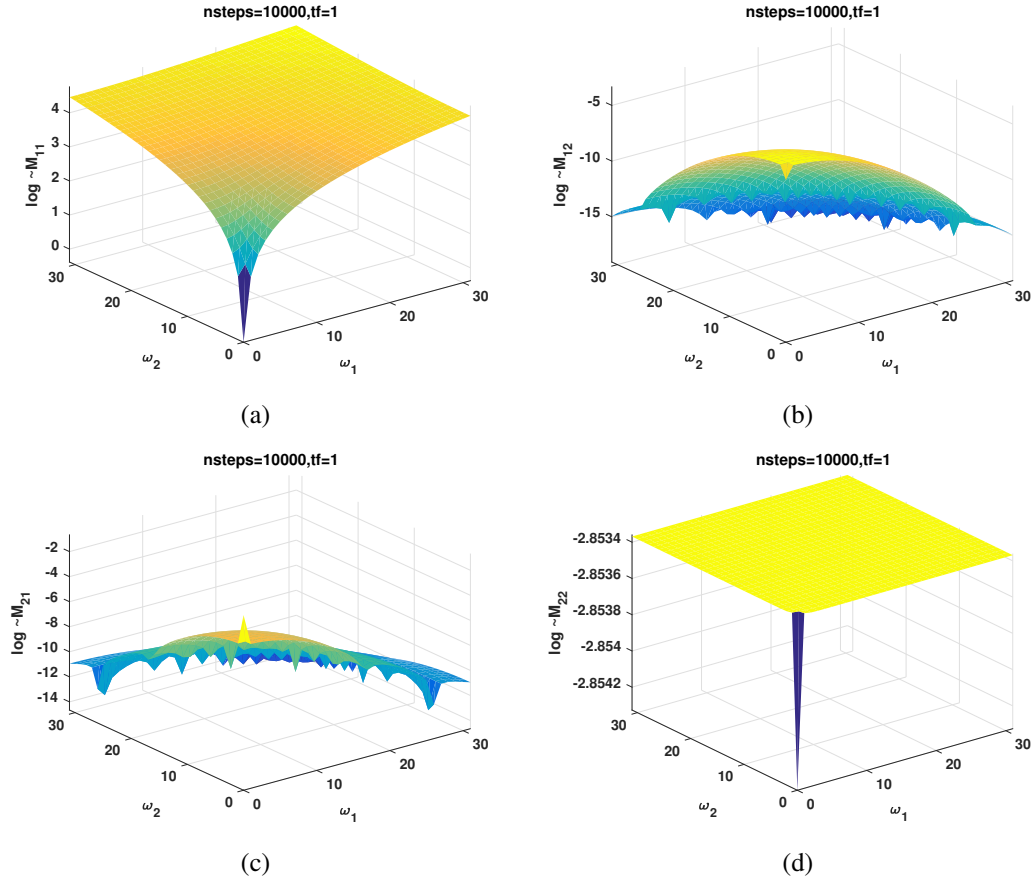 nsteps=10000,tf=1
log ~M11
4
3
2
1
0
30
20
10
0
ω2
0
10
20
30
ω1
(a)
nsteps=10000,tf=1
log ~M12
-5
-10
-15
30
20
10
0
ω2
0
10
20
30
ω1
(b)
nsteps=10000,tf=1
log ~M21
-2
-4
-6
-8
-10
-12
-14
30
20
10
0
ω2
0
10
20
30
ω1
(c)
nsteps=10000,tf=1
log ~M22
-2.8534
-2.8536
-2.8538
-2.854
-2.8542
30
20
10
0
ω2
0
10
20
30
ω1
(d)